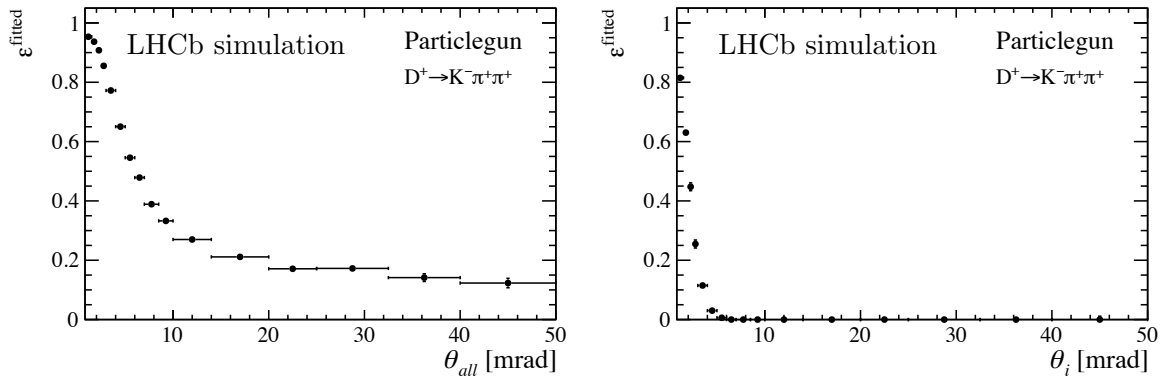 ε^fitted
1
0.8
0.6
0.4
0.2
0
LHCb simulation
Particlegun
D⁺→K⁻π⁺π⁺
10 20 30 40 50
θ_all [mrad]
ε^fitted
1
0.8
0.6
0.4
0.2
0
LHCb simulation
Particlegun
D⁺→K⁻π⁺π⁺
10 20 30 40 50
θ_i [mrad]